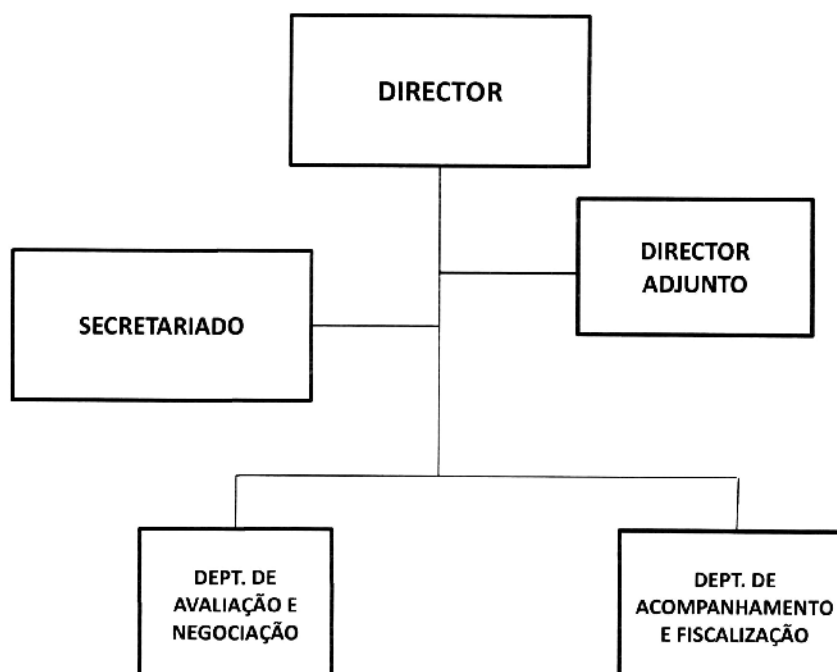 DIRECTOR
DIRECTOR
ADJUNTO
SECRETARIADO
DEPT. DE
AVALIAÇÃO E
NEGOCIAÇÃO
DEPT. DE
ACOMPANHAMENTO
E FISCALIZAÇÃO